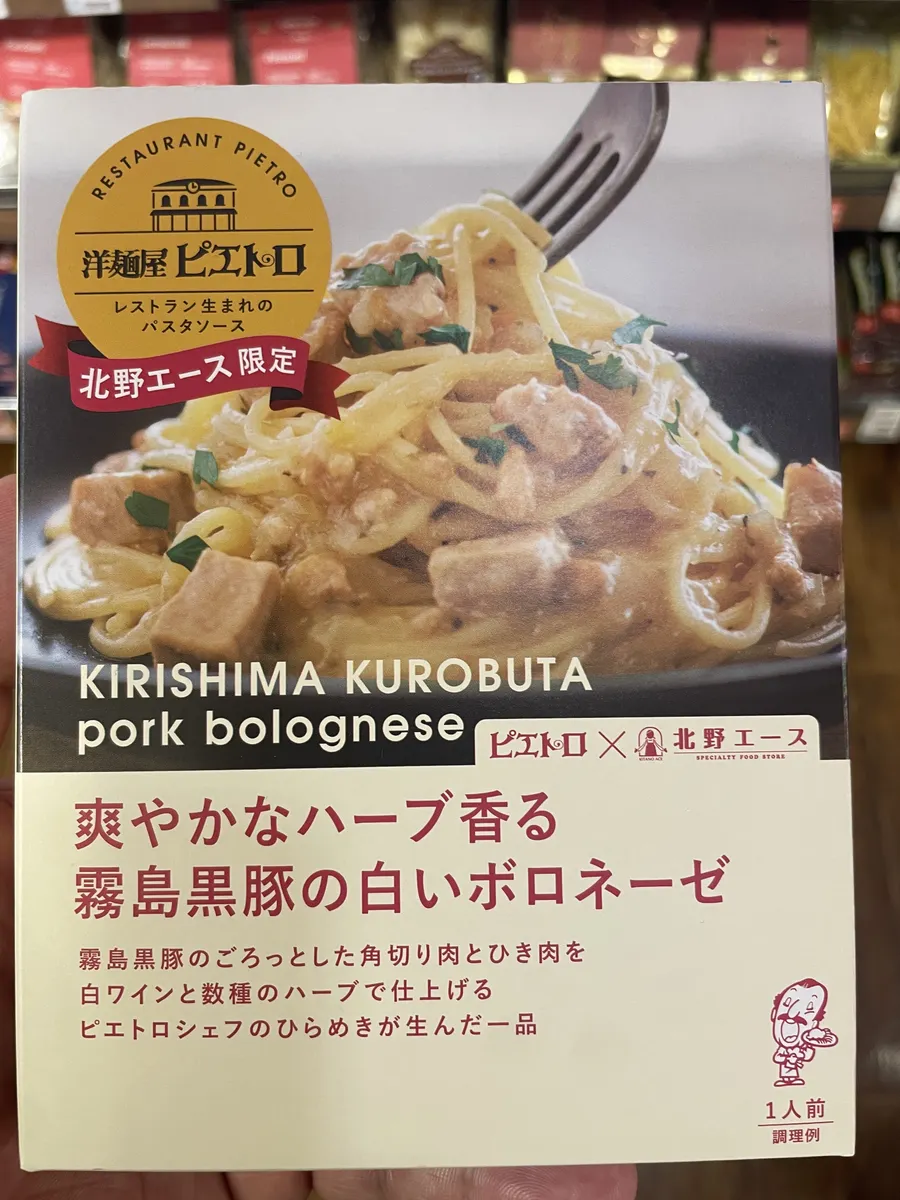 RESTAURANT PIETRO
洋麺屋 ピエトロ
レストラン生まれの
パスタソース
北野エース限定
KIRISHIMA KUROBUTA
pork bolognese
ピエトロ×北野エース
KITANO ACE
SPECIALTY FOOD STORE
爽やかなハーブ香る
霧島黒豚の白いボロネーゼ
霧島黒豚のごろっとした角切り肉とひき肉を
白ワインと数種のハーブで仕上げる
ピエトロシェフのひらめきが生んだ一品
1人前
調理例